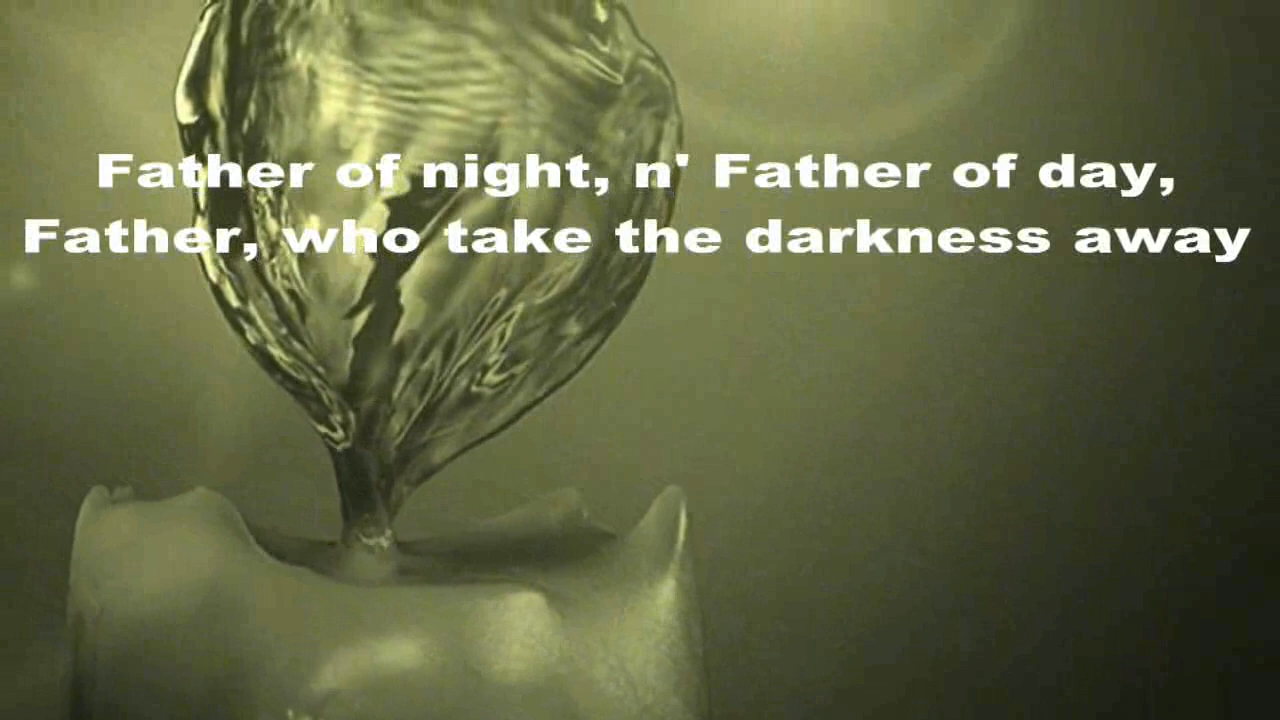 Father of night, n' Father of day,
Father, who take the darkness away